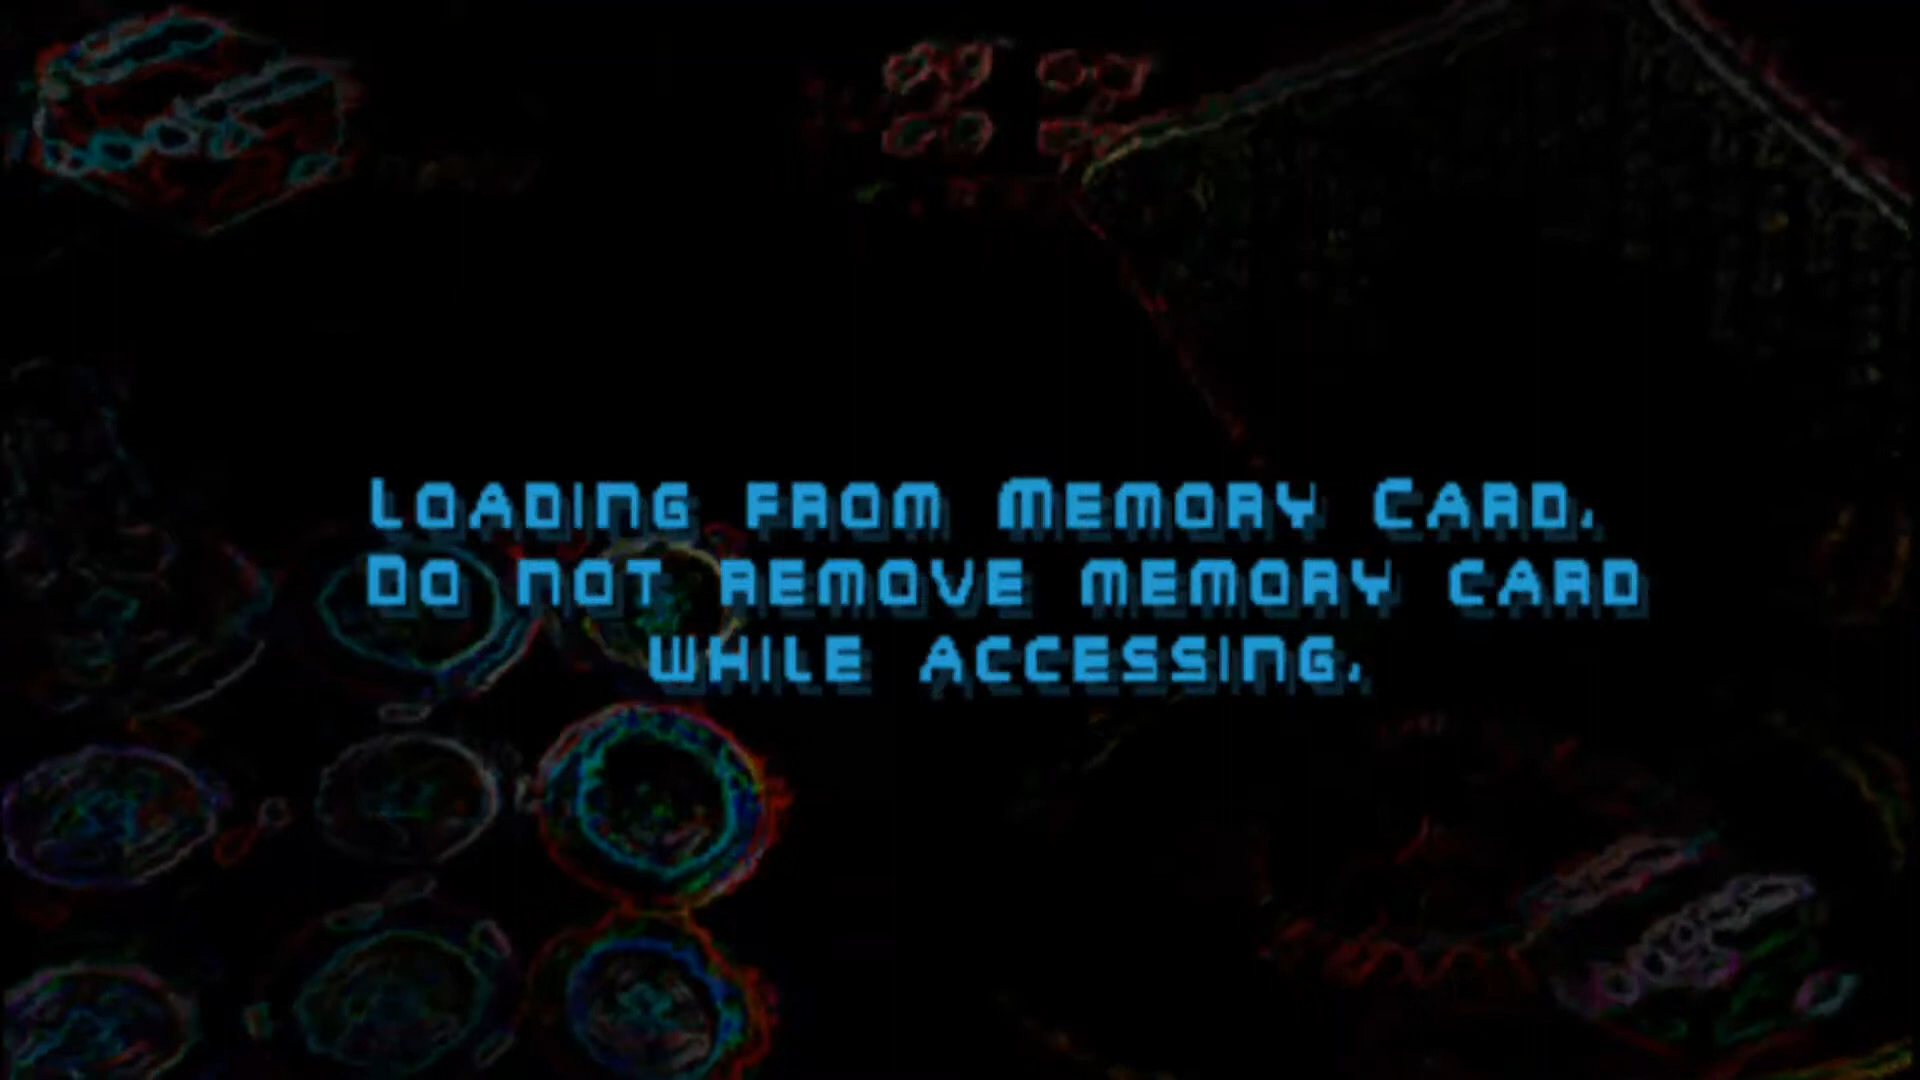 Loading from Memory Card.
Do not remove memory card
while accessing.